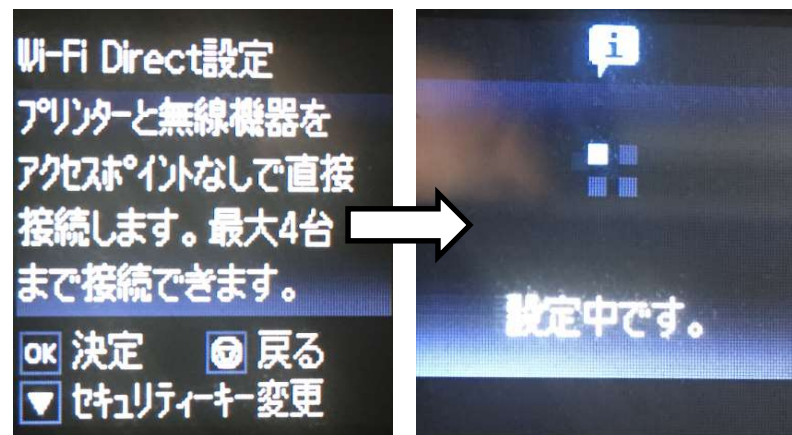 Wi-Fi Direct設定
プリンターと無線機器を
アクセスポイントなしで直接
接続します。最大4台
まで接続できます。
OK 決定 戻る
▼ セキュリティーキー変更
i
設定中です。